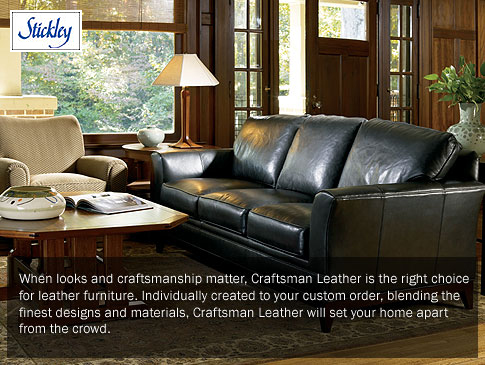 Stickley
When looks and craftsmanship matter, Craftsman Leather is the right choice
for leather furniture. Individually created to your custom order, blending the
finest designs and materials, Craftsman Leather will set your home apart
from the crowd.